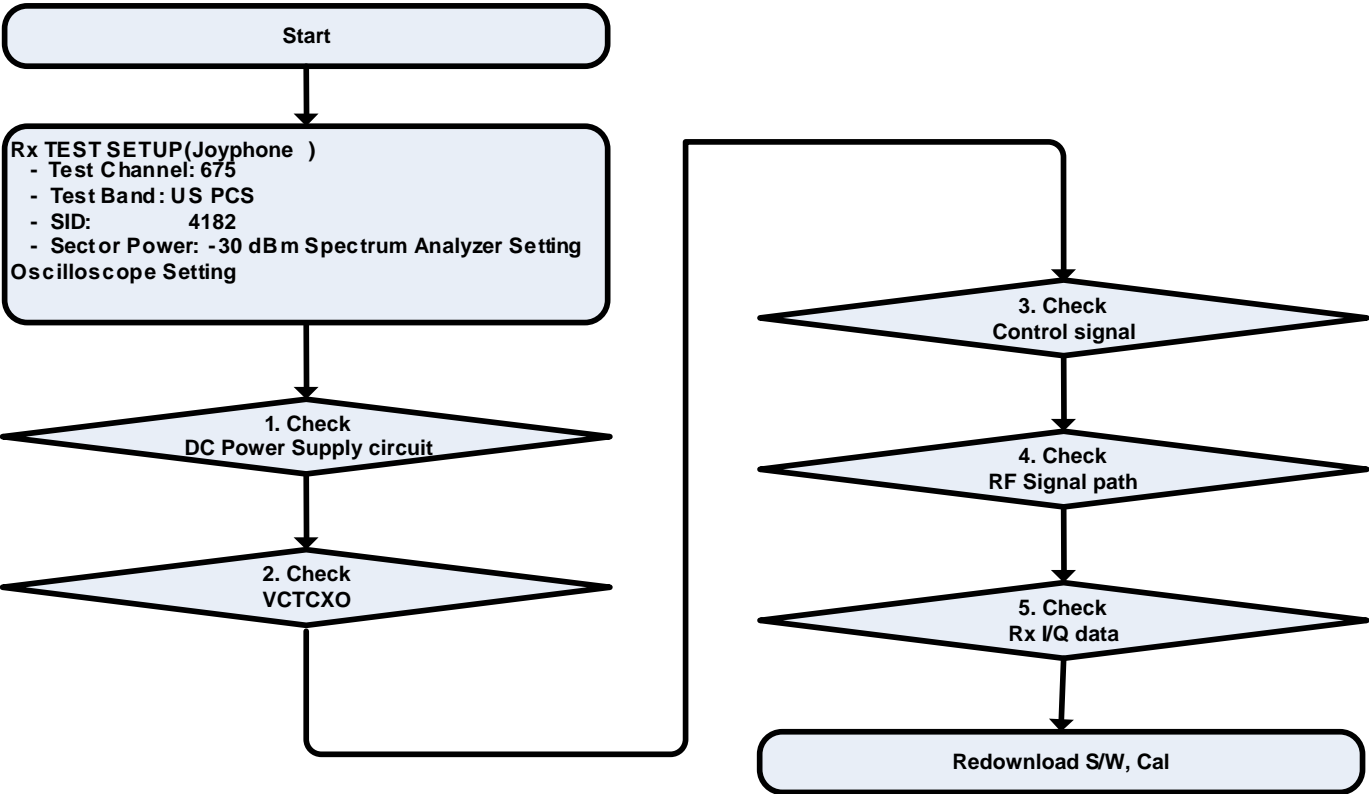 Start
Rx TEST SETUP(Joyphone )
- Test Channel: 675
- Test Band: US PCS
- SID: 4182
- Sector Power: -30 dBm Spectrum Analyzer Setting
Oscilloscope Setting
1. Check
DC Power Supply circuit
2. Check
VCTCXO
3. Check
Control signal
4. Check
RF Signal path
5. Check
Rx I/Q data
Redownload S/W, Cal